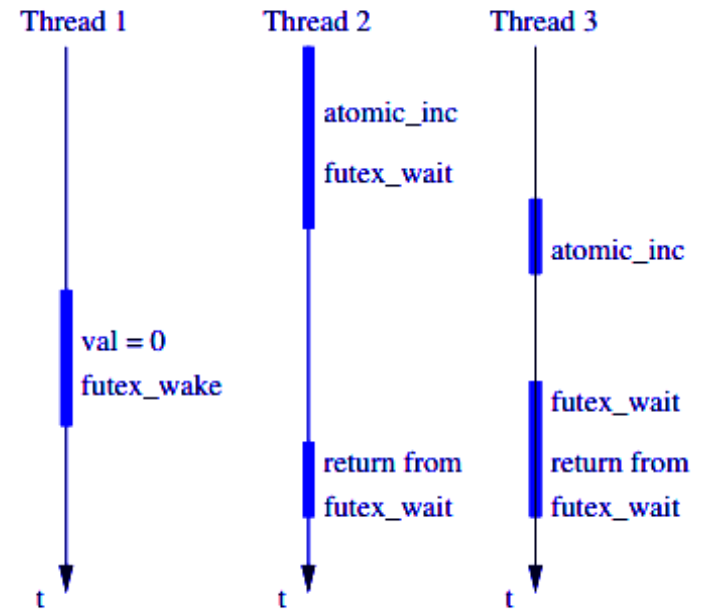 Thread 1
Thread 2
Thread 3
atomic_inc
futex_wait
atomic_inc
val = 0
futex_wake
futex_wait
return from
futex_wait
return from
futex_wait
t
t
t